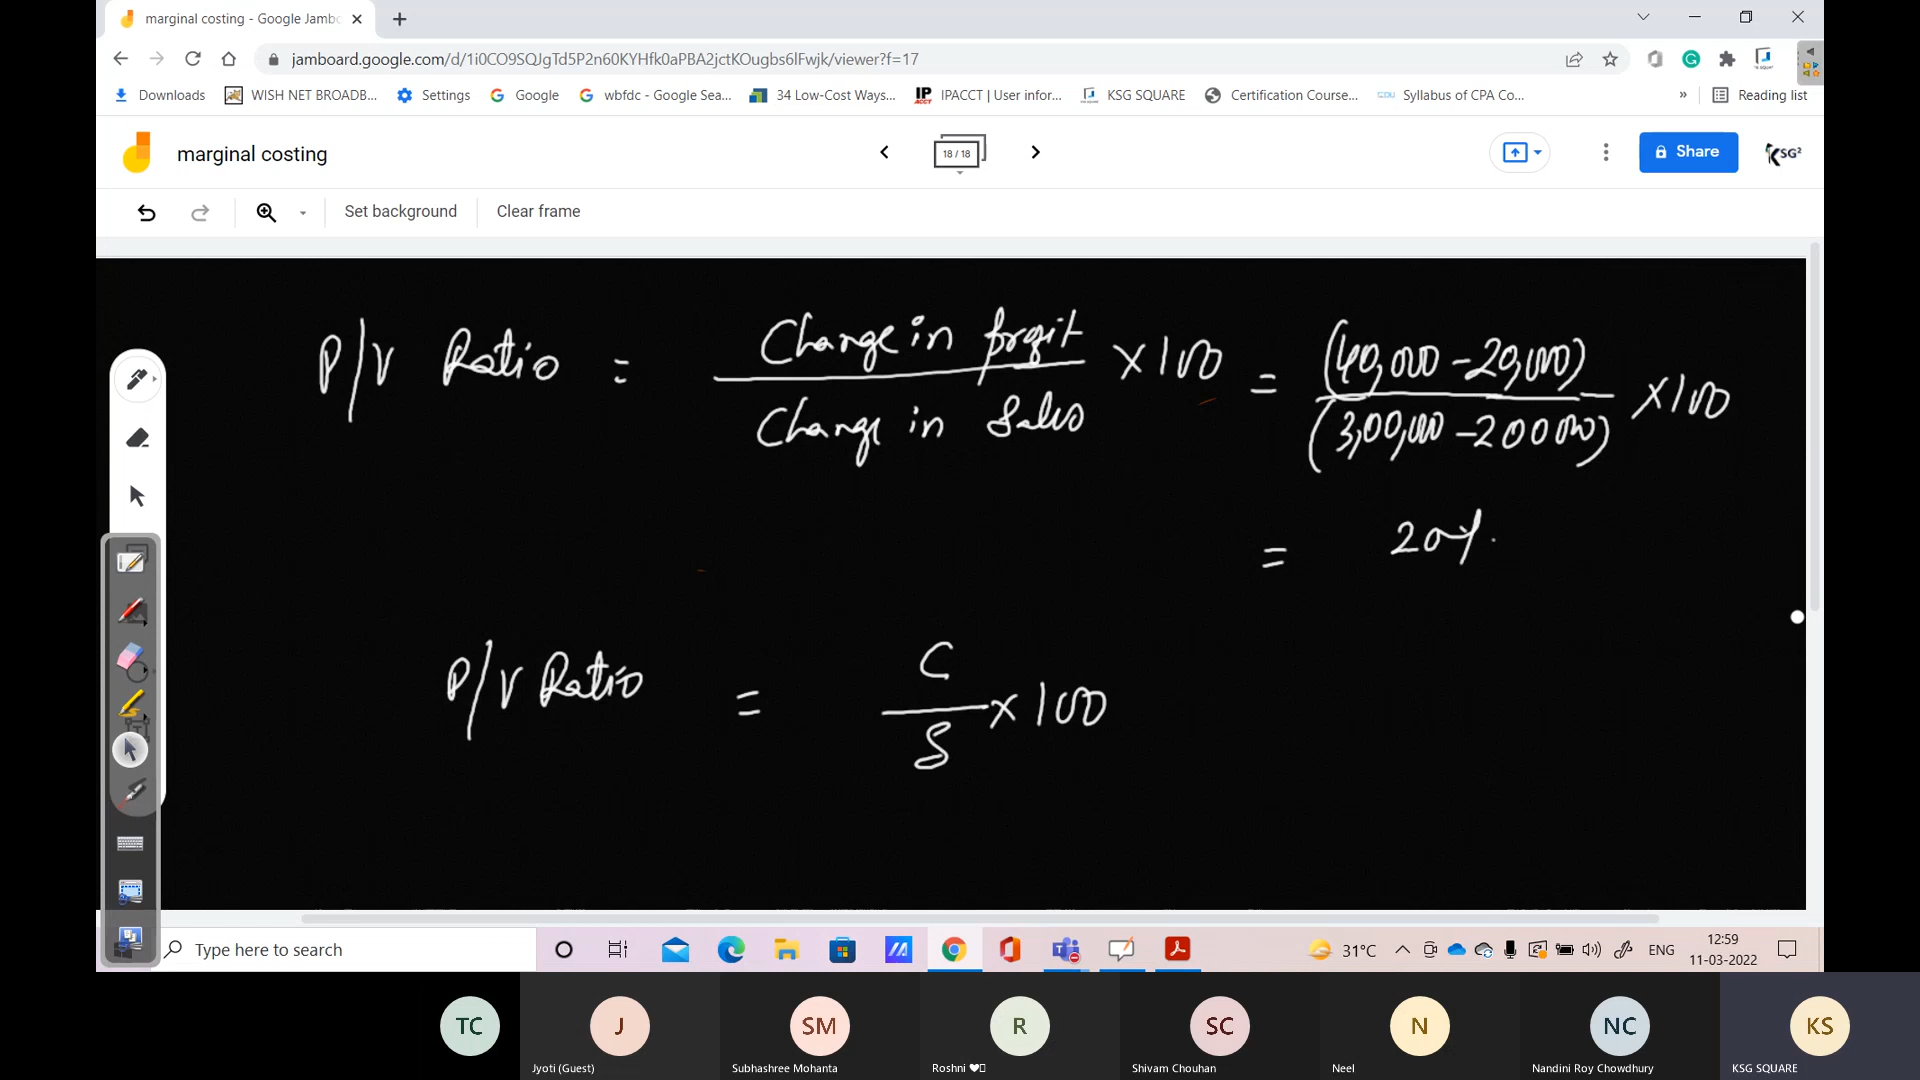 marginal costing - Google Jambo
jamboard.google.com/d/1i0CO9SQJgTd5P2n60KYHfk0aPBA2jctKOugbs6lFwjk/viewer?f=17
Downloads WISH NET BROADB... Settings Google wbfdc - Google Sea... 34 Low-Cost Ways... IPACCT | User infor... KSG SQUARE Certification Course... Syllabus of CPA Co... » Reading list
marginal costing
18 / 18
Share
KSG²
Set background Clear frame
P/V Ratio = Change in profit / Change in Sales × 100 = (40,000 - 20,000) / (3,00,000 - 200000) × 100
= 20%
P/V Ratio = C / S × 100
Type here to search
31°C
ENG
12:59
11-03-2022
TC J SM R SC N NC KS
Jyoti (Guest) Subhashree Mohanta Roshni ❤ Shivam Chouhan Neel Nandini Roy Chowdhury KSG SQUARE